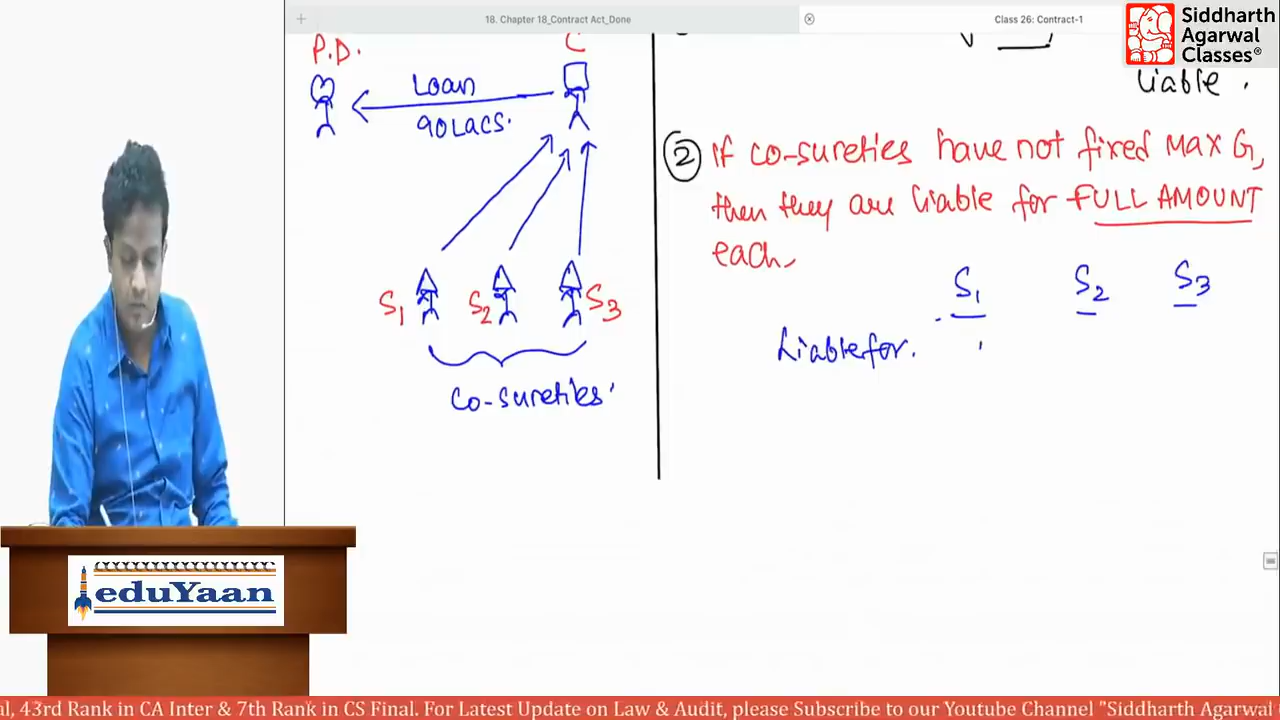 18. Chapter 18_Contract Act_Done
Class 26: Contract-1
Siddharth
Agarwal
Classes®
P.D.
C
Loan
90 Lacs.
S1
S2
S3
Co-sureties
liable.
② If co-sureties have not fixed Max G,
then they are liable for FULL AMOUNT
each
S1 S2 S3
Liable for.
eduYaan
al, 43rd Rank in CA Inter & 7th Rank in CS Final. For Latest Update on Law & Audit, please Subscribe to our Youtube Channel "Siddharth Agarwal